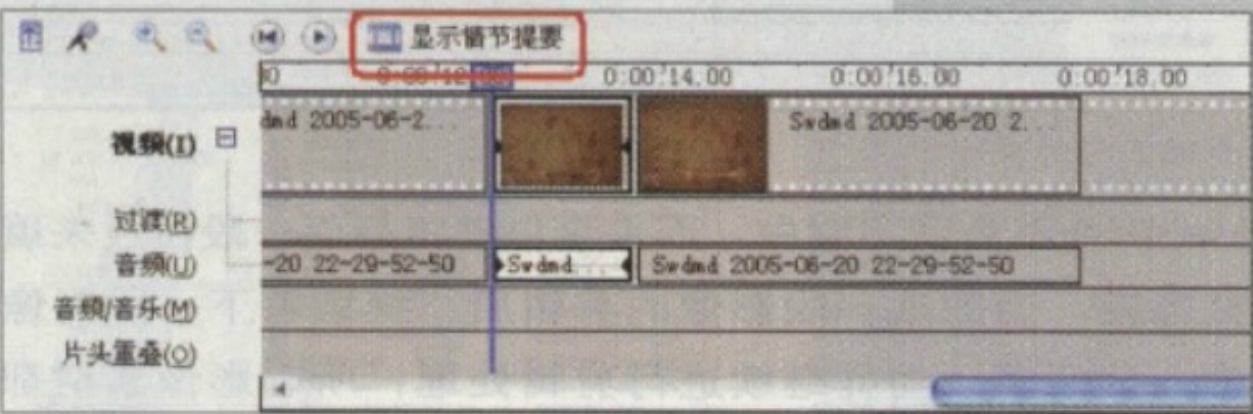 显示情节提要
0:00'14.00 0:00'16.00 0:00'18.00
视频(I) dmd 2005-06-2... Swdmd 2005-06-20 2...
过渡(R)
音频(U) -20 22-29-52-50 Swdmd... Swdmd 2005-06-20 22-29-52-50
音频/音乐(M)
片头重叠(O)